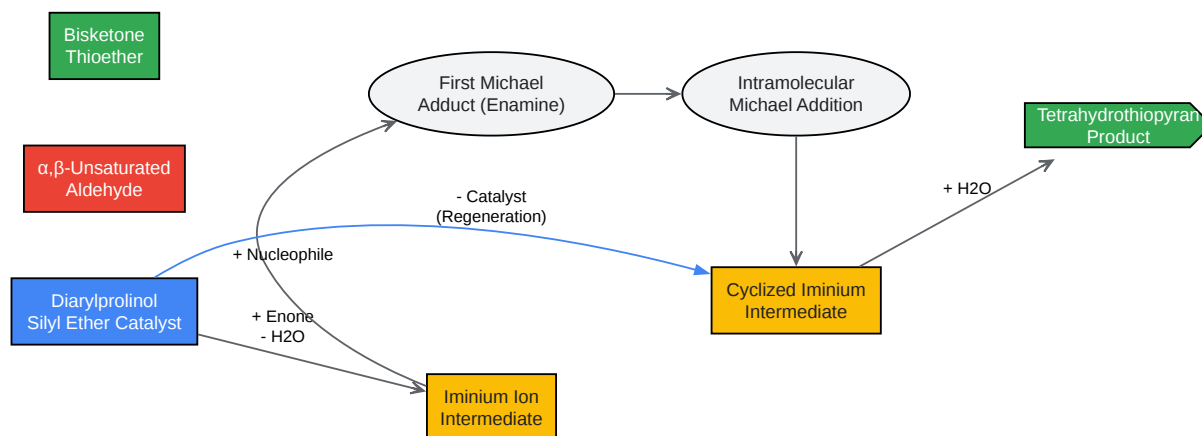 Bisketone
Thioether
First Michael
Adduct (Enamine)
Intramolecular
Michael Addition
Tetrahydrothiopyran
Product
α,β-Unsaturated
Aldehyde
+ H2O
- Catalyst
(Regeneration)
+ Nucleophile
Diarylprolinol
Silyl Ether Catalyst
Cyclized Iminium
Intermediate
+ Enone
- H2O
Iminium Ion
Intermediate